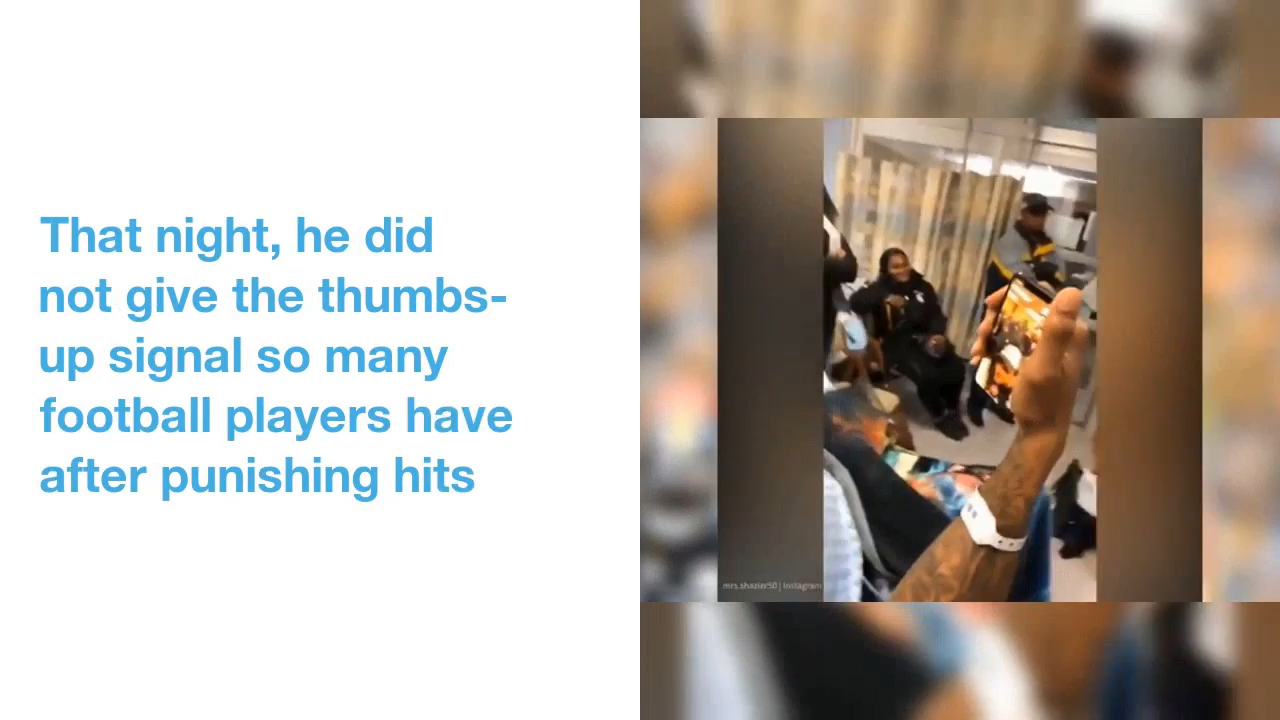 That night, he did
not give the thumbs-
up signal so many
football players have
after punishing hits
mrs.shazier50 | Instagram